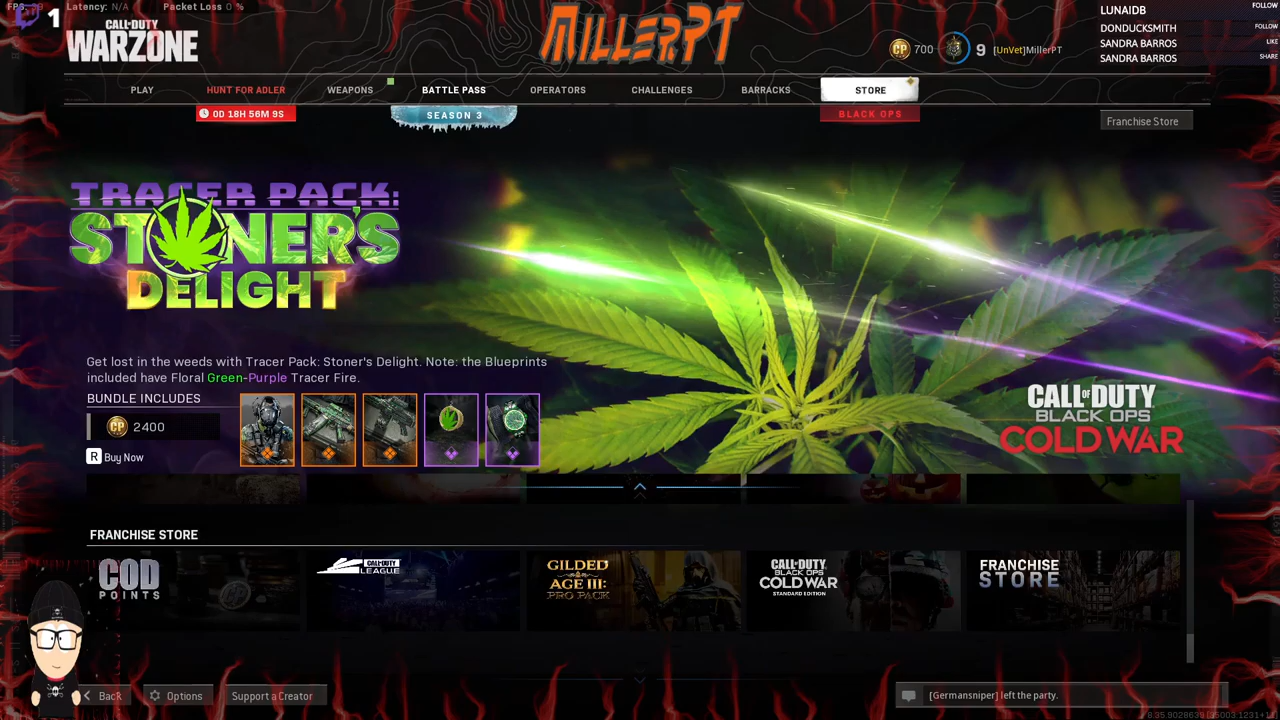 FPS:
Latency: N/A
Packet Loss 0 %
1
CALL OF DUTY
WARZONE
MILLERPT
LUNAIDB FOLLOW
DONDUCKSMITH FOLLOW
SANDRA BARROS LIKE
SANDRA BARROS SHARE
CP 700
9
[UnVet]MillerPT
PLAY
HUNT FOR ADLER
WEAPONS
BATTLE PASS
OPERATORS
CHALLENGES
BARRACKS
STORE
0D 18H 56M 9S
SEASON 3
BLACK OPS
Franchise Store
TRACER PACK:
STONER'S
DELIGHT
Get lost in the weeds with Tracer Pack: Stoner's Delight. Note: the Blueprints
included have Floral Green-Purple Tracer Fire.
BUNDLE INCLUDES
CP 2400
R Buy Now
CALL OF DUTY
BLACK OPS
COLD WAR
FRANCHISE STORE
COD
POINTS
CALL OF DUTY
LEAGUE
GILDED
AGE III:
PRO PACK
CALL OF DUTY
BLACK OPS
COLD WAR
STANDARD EDITION
FRANCHISE
STORE
Back
Options
Support a Creator
[Germansniper] left the party.